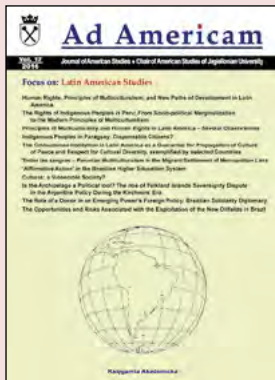 Ad Americam
Vol. 17
2016
Journal of American Studies • Chair of American Studies of Jagiellonian University
Focus on: Latin American Studies
Human Rights, Principles of Multiculturalism, and New Paths of Development in Latin
America
The Rights of Indigenous Peoples in Peru: From Socio-political Marginalization
to the Modern Principles of Multiculturalism
Principles of Multiculturality and Human Rights in Latin America – Several Observations
Indigenous Peoples in Paraguay: Dispensable Citizens?
The Ombudsman Institution in Latin America as a Guarantee for Propagation of Culture
of Peace and Respect for Cultural Diversity, exemplified by selected Countries
– Peruvian Multiculturalism in the Migrant Settlements of Metropolitan Lima
"Affirmative Action" in the Brazilian Higher Education System
Cultural: a Sustainable Society?
Is the Archipelago a Political tool? The role of Falkland Islands Sovereignty Dispute
in the Argentine Policy During the Kirchneris Era
The Role of a Donor in an Emerging Power's Foreign Policy: Brazilian Solidarity Diplomacy
The Opportunities and Risks Associated with the Exploitation of the New Oilfields in Brazil
Księgarnia Akademicka